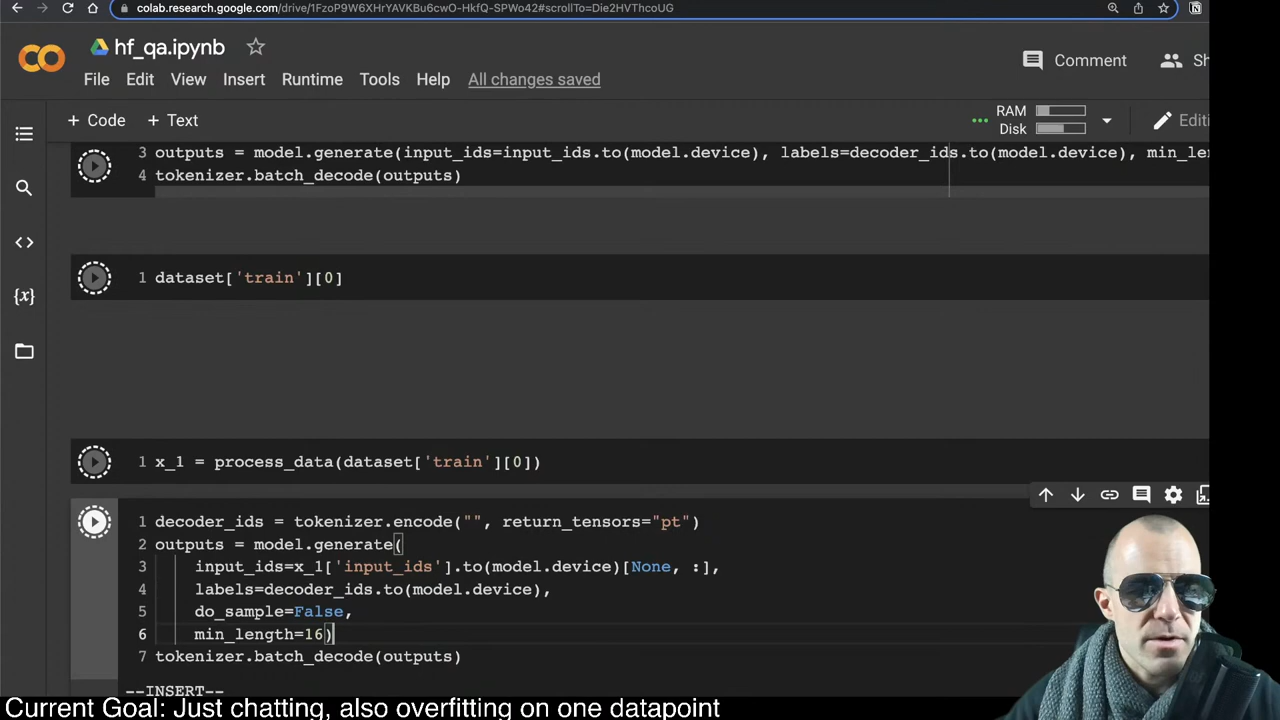 colab.research.google.com/drive/1FzoP9W6XHrYAVKBu6cwO-HkfQ-SPWo42#scrollTo=Die2HVThcoUG
hf_qa.ipynb
Comment
Sh
File Edit View Insert Runtime Tools Help All changes saved
+ Code + Text
RAM
Disk
Editi
3 outputs = model.generate(input_ids=input_ids.to(model.device), labels=decoder_ids.to(model.device), min_len
4 tokenizer.batch_decode(outputs)
1 dataset['train'][0]
1 x_1 = process_data(dataset['train'][0])
1 decoder_ids = tokenizer.encode("", return_tensors="pt")
2 outputs = model.generate(
3 input_ids=x_1['input_ids'].to(model.device)[None, :],
4 labels=decoder_ids.to(model.device),
5 do_sample=False,
6 min_length=16)
7 tokenizer.batch_decode(outputs)
--INSERT--
Current Goal: Just chatting, also overfitting on one datapoint